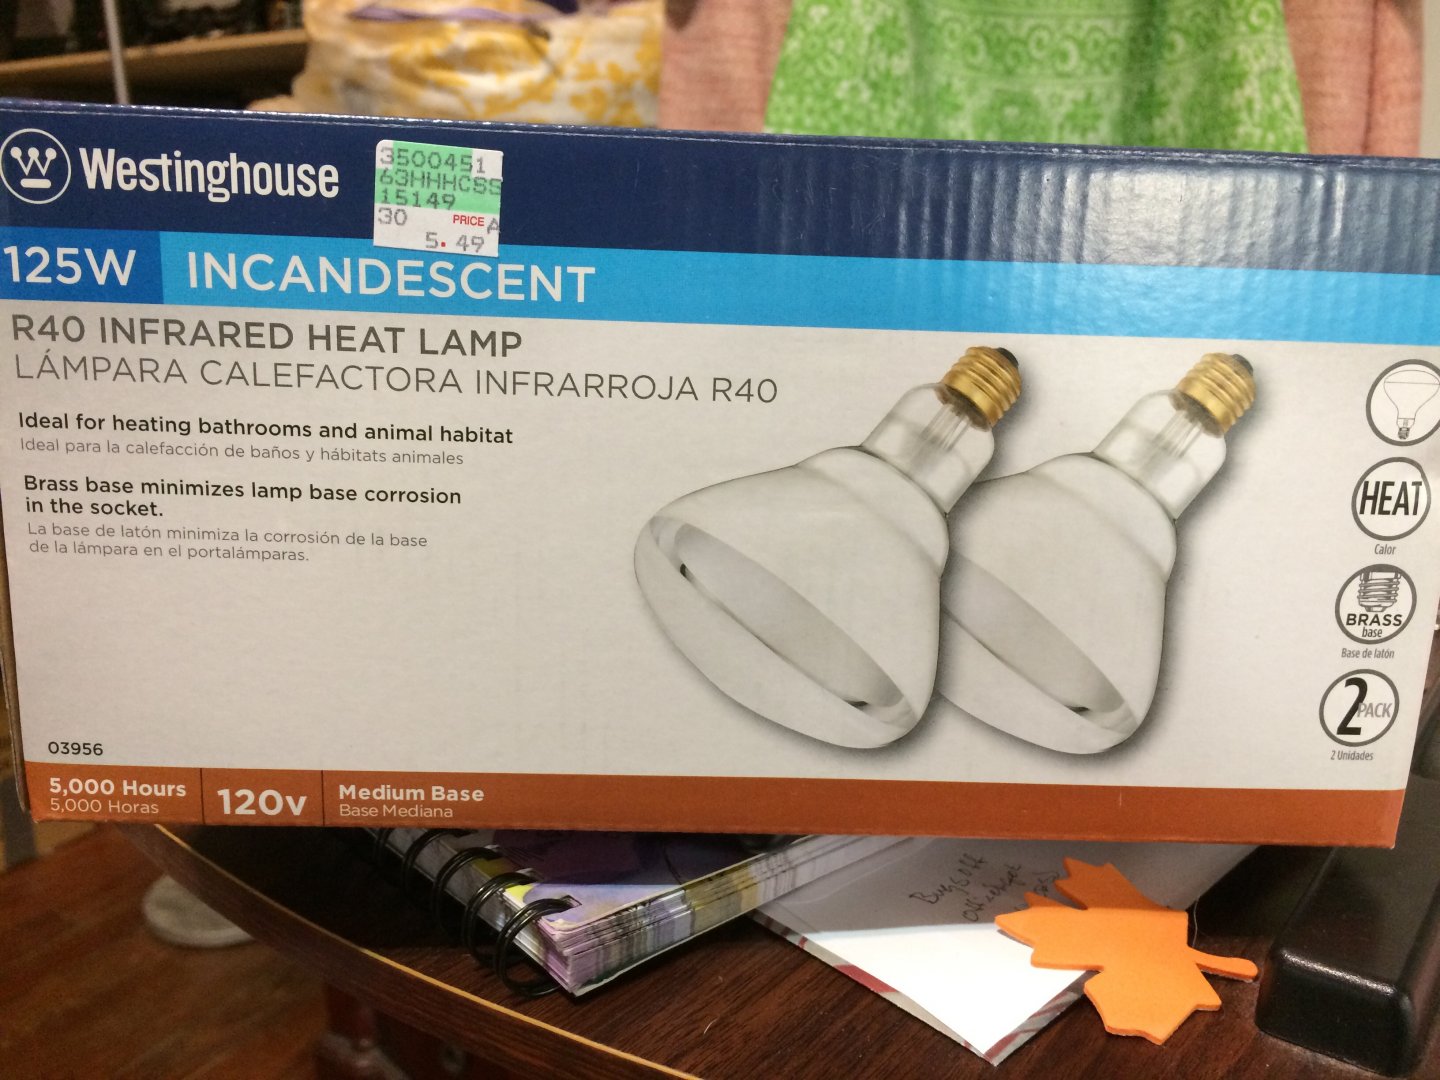 Westinghouse
3500451
63HHHCSS
15149
30 PRICE A
5.49
125W INCANDESCENT
R40 INFRARED HEAT LAMP
LÁMPARA CALEFACTORA INFRARROJA R40
Ideal for heating bathrooms and animal habitat
Ideal para la calefacción de baños y hábitats animales
Brass base minimizes lamp base corrosion
in the socket.
La base de latón minimiza la corrosión de la base
de la lámpara en el portalámparas.
HEAT
Calor
BRASS
base
Base de latón
2 PACK
2 Unidades
03956
5,000 Hours
5,000 Horas
120v
Medium Base
Base Mediana